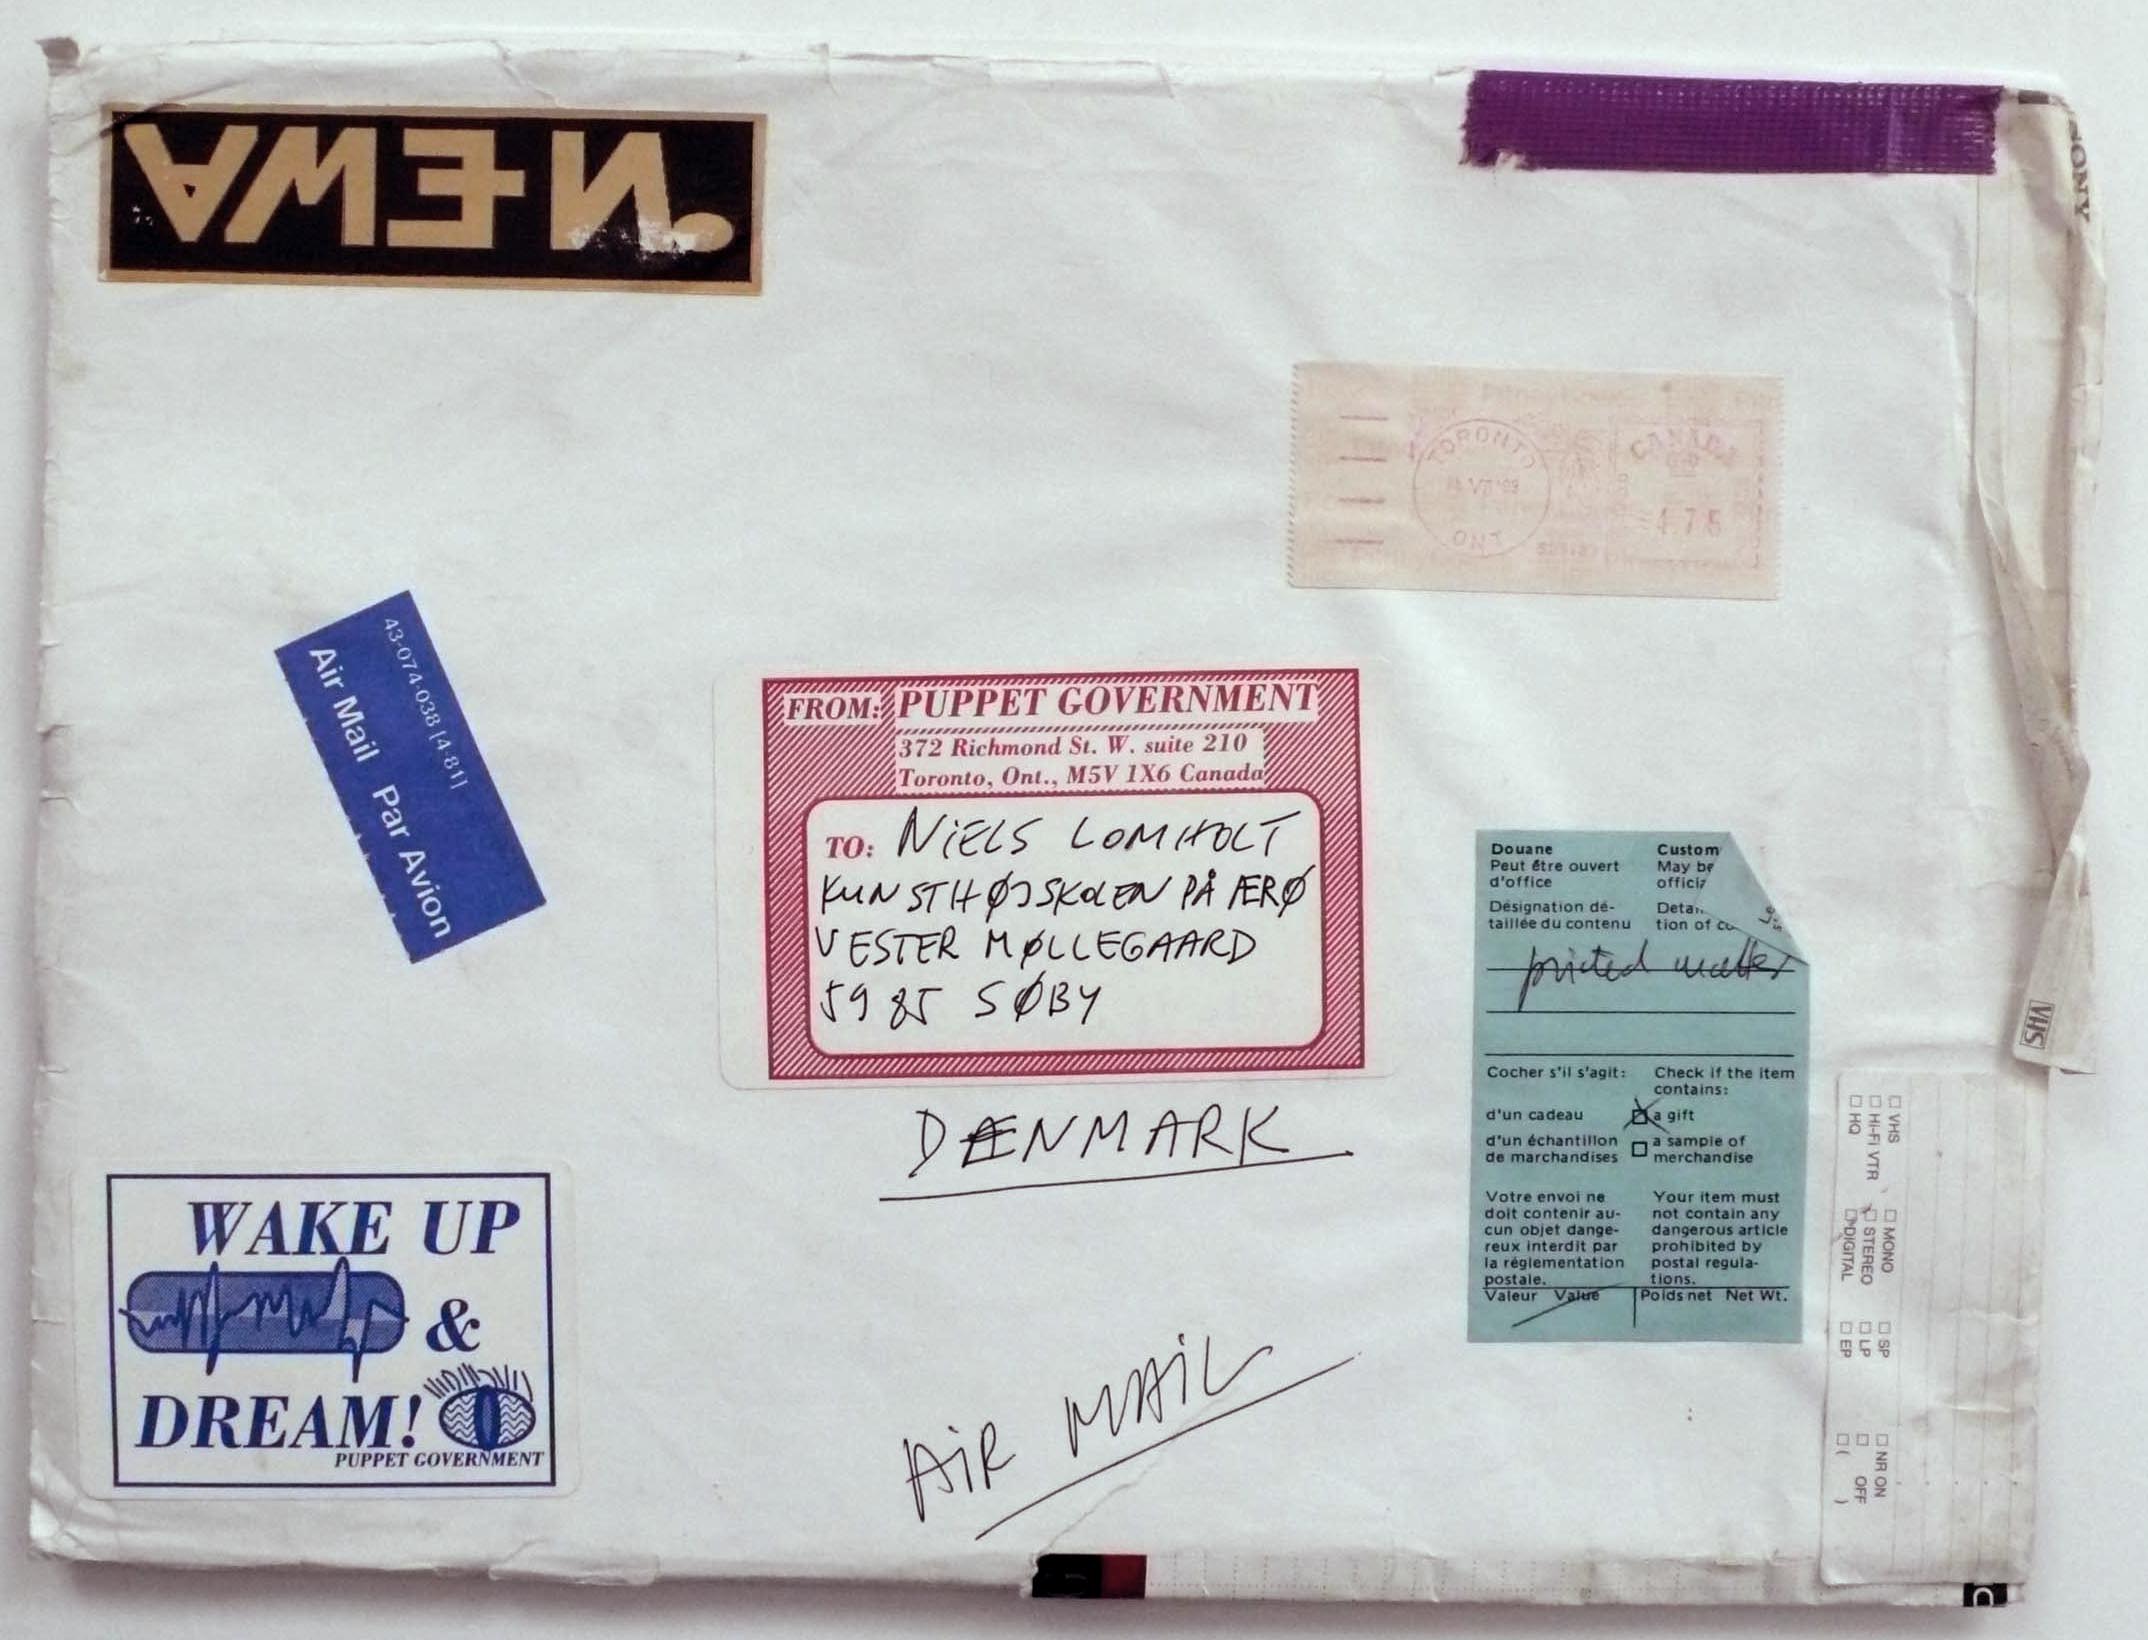 NEWA
SONY
TORONTO
ONT
CANADA
4.75
43-074-038 (4-81)
Air Mail Par Avion
FROM: PUPPET GOVERNMENT
372 Richmond St. W. suite 210
Toronto, Ont., M5V 1X6 Canada
TO: NiELS LOMHOLT
KUNSTHØJSKOLEN PÅ ÆRØ
VESTER MØLLEGAARD
5985 SØBY
DÆNMARK
Douane Custom
Peut être ouvert May be
d'office
Désignation dé-
taillée du contenu tion of
printed matter
Cocher s'il s'agit: Check if the item
contains:
d'un cadeau a gift
d'un échantillon a sample of
de marchandises merchandise
Votre envoi ne Your item must
doit contenir au- not contain any
cun objet dange- dangerous article
reux interdit par prohibited by
la réglementation postal regula-
postale. tions.
Valeur Value Poids net Net Wt.
VHS
VHS MONO SP NR ON
Hi-Fi VTR STEREO LP OFF
HQ DIGITAL EP ( )
WAKE UP
&
DREAM!
PUPPET GOVERNMENT
AiR MAiL